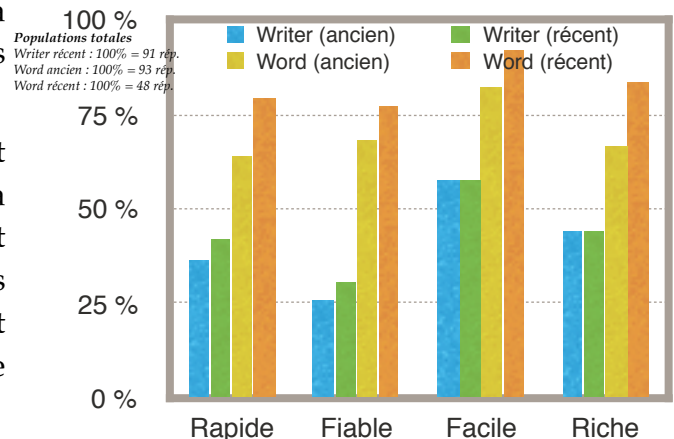 100 %
Populations totales
Writer récent : 100% = 91 rép.
Word ancien : 100% = 93 rép.
Word récent : 100% = 48 rép.
Writer (ancien) Writer (récent)
Word (ancien) Word (récent)
75 %
50 %
25 %
0 %
Rapide Fiable Facile Riche